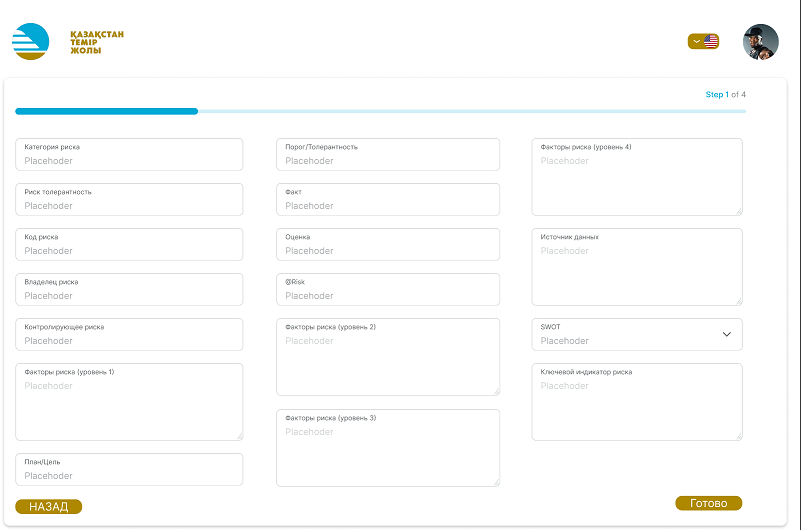 ҚАЗАҚСТАН
ТЕМІР
ЖОЛЫ
Step 1 of 4
Категория риска
Placehoder
Риск толерантность
Placehoder
Код риска
Placehoder
Владелец риска
Placehoder
Контролирующее риска
Placehoder
Факторы риска (уровень 1)
Placehoder
План/Цель
Placehoder
НАЗАД
Порог/Толерантность
Placehoder
Факт
Placehoder
Оценка
Placehoder
@Risk
Placehoder
Факторы риска (уровень 2)
Placehoder
Факторы риска (уровень 3)
Placehoder
Факторы риска (уровень 4)
Placehoder
Источник данных
Placehoder
SWOT
Placehoder
Ключевой индикатор риска
Placehoder
Готово